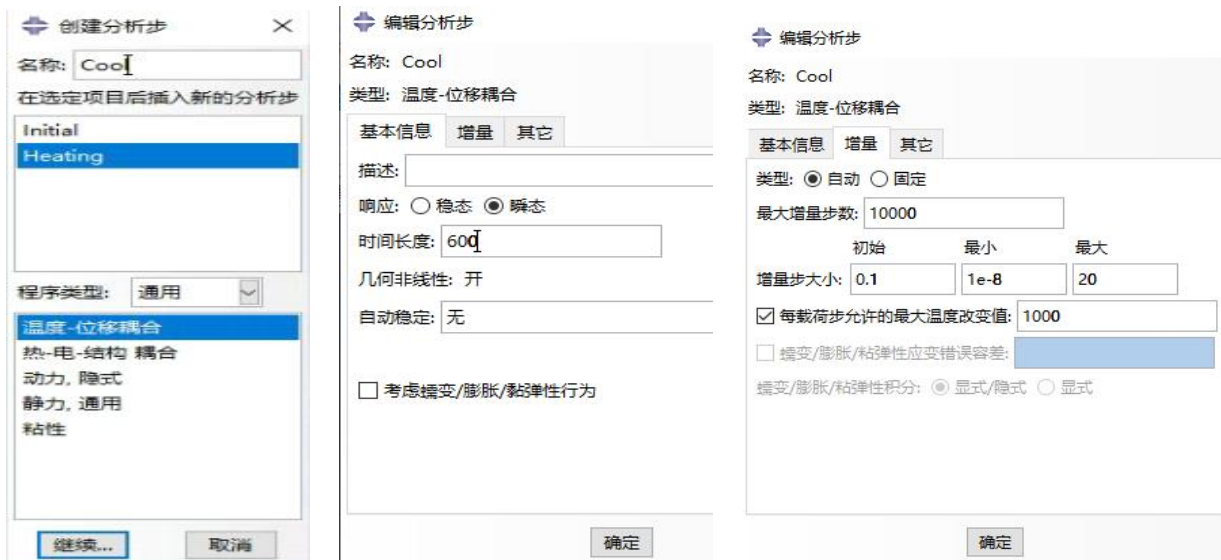 创建分析步
名称: Cool
在选定项目后插入新的分析步
Initial
Heating
程序类型: 通用
温度-位移耦合
热-电-结构 耦合
动力, 隐式
静力, 通用
粘性
继续... 取消
编辑分析步
名称: Cool
类型: 温度-位移耦合
基本信息 增量 其它
描述:
响应: 稳态 瞬态
时间长度: 600
几何非线性: 开
自动稳定: 无
考虑蠕变/膨胀/黏弹性行为
确定
编辑分析步
名称: Cool
类型: 温度-位移耦合
基本信息 增量 其它
类型: 自动 固定
最大增量步数: 10000
初始 最小 最大
增量步大小: 0.1 1e-8 20
每载荷步允许的最大温度改变值: 1000
蠕变/膨胀/粘弹性应变错误容差:
蠕变/膨胀/粘弹性积分: 显式/隐式 显式
确定